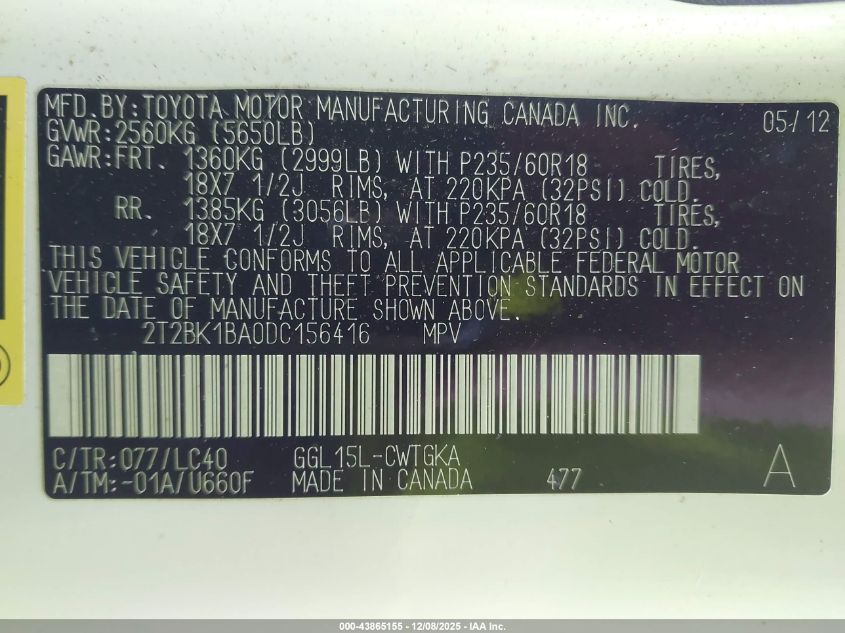 MFD.BY:TOYOTA MOTOR MANUFACTURING CANADA INC. 05/12
GVWR:2560KG (5650LB)
GAWR:FRT. 1360KG (2999LB) WITH P235/60R18 TIRES,
18X7 1/2J RIMS, AT 220KPA (32PSI) COLD.
RR. 1385KG (3056LB) WITH P235/60R18 TIRES,
18X7 1/2J RIMS, AT 220KPA (32PSI) COLD.
THIS VEHICLE CONFORMS TO ALL APPLICABLE FEDERAL MOTOR
VEHICLE SAFETY AND THEFT PREVENTION STANDARDS IN EFFECT ON
THE DATE OF MANUFACTURE SHOWN ABOVE.
2T2BK1BA0DC156416 MPV
C/TR:077/LC40 GGL15L-CWTGKA
A/TM:-01A/U660F MADE IN CANADA 477 A
000-43865155 - 12/08/2025 - IAA Inc.